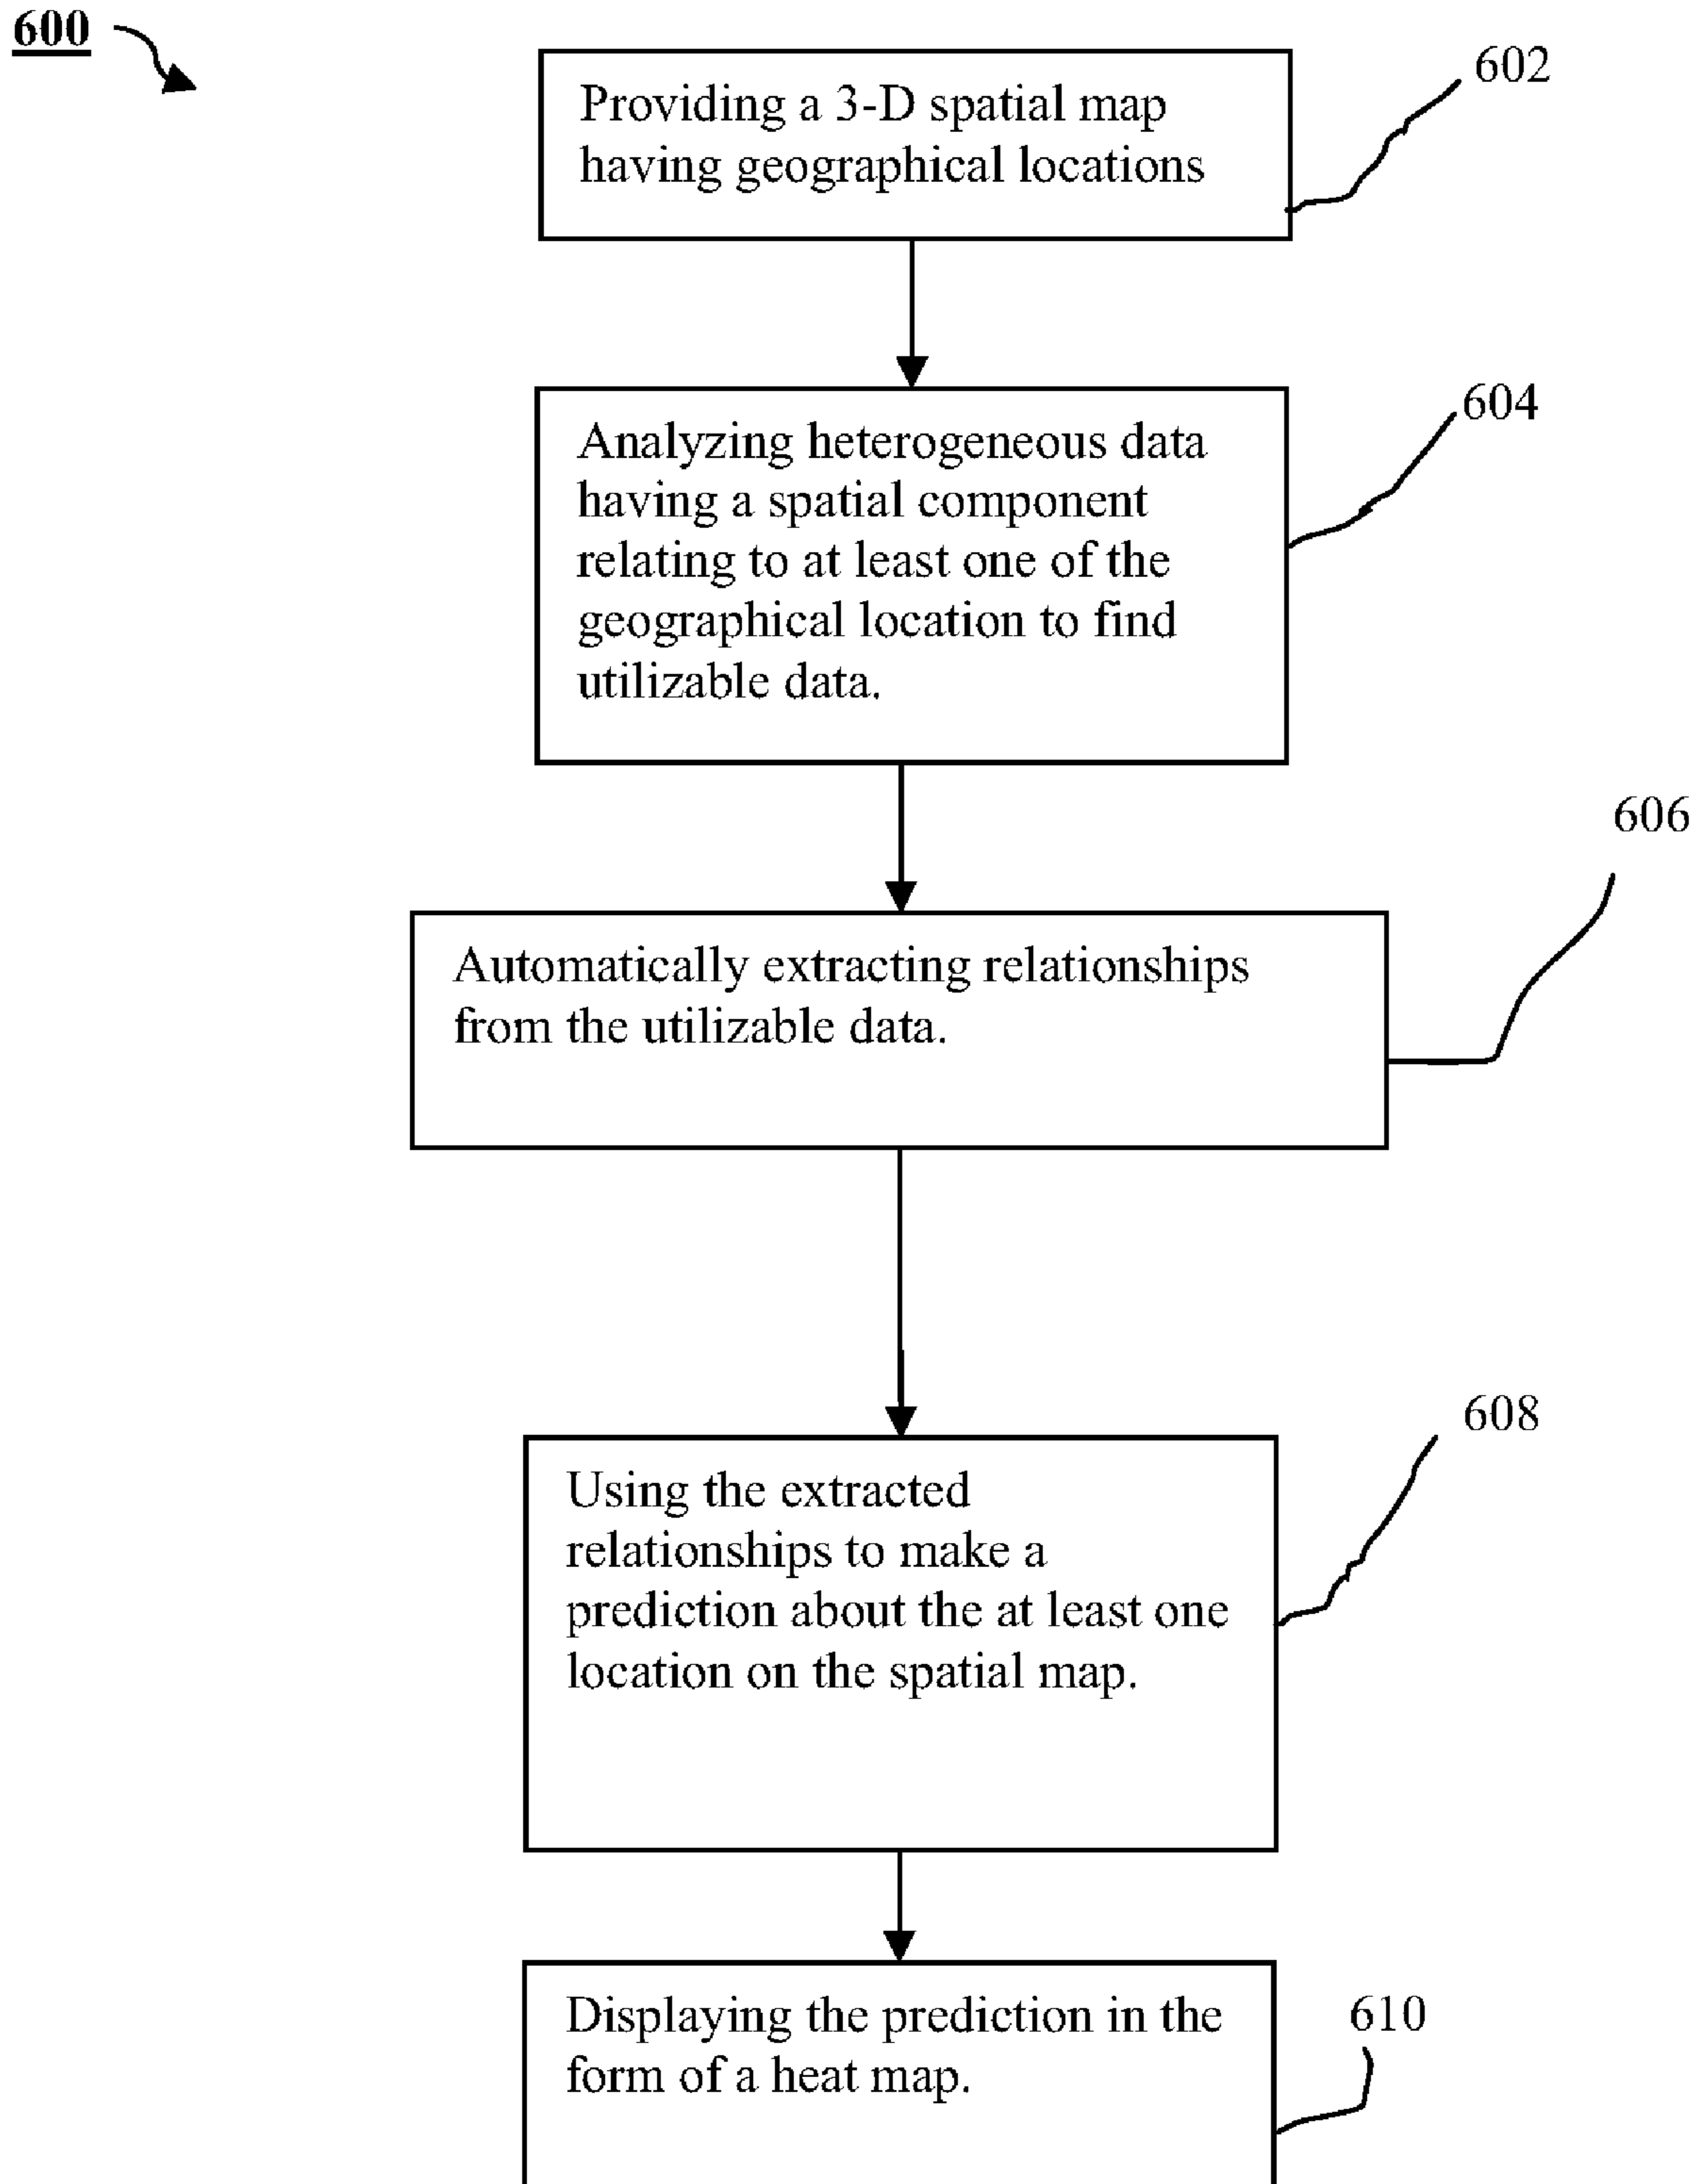 600
602
Providing a 3-D spatial map
having geographical locations
604
Analyzing heterogeneous data
having a spatial component
relating to at least one of the
geographical location to find
utilizable data.
606
Automatically extracting relationships
from the utilizable data.
608
Using the extracted
relationships to make a
prediction about the at least one
location on the spatial map.
610
Displaying the prediction in the
form of a heat map.